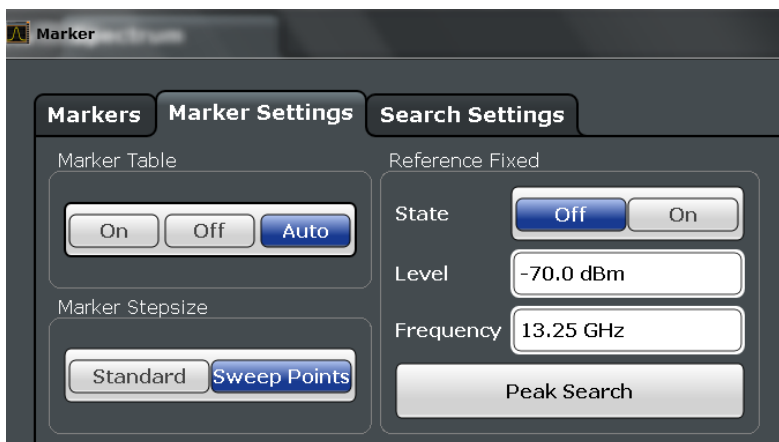 Marker
Markers Marker Settings Search Settings
Marker Table
On Off Auto
Marker Stepsize
Standard Sweep Points
Reference Fixed
State Off On
Level -70.0 dBm
Frequency 13.25 GHz
Peak Search